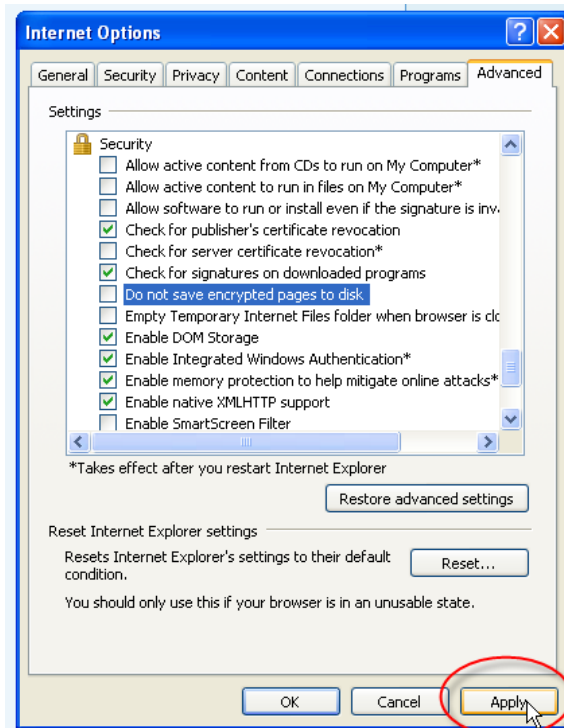 Internet Options
General Security Privacy Content Connections Programs Advanced
Settings
Security
Allow active content from CDs to run on My Computer*
Allow active content to run in files on My Computer*
Allow software to run or install even if the signature is inv
Check for publisher's certificate revocation
Check for server certificate revocation*
Check for signatures on downloaded programs
Do not save encrypted pages to disk
Empty Temporary Internet Files folder when browser is clo
Enable DOM Storage
Enable Integrated Windows Authentication*
Enable memory protection to help mitigate online attacks*
Enable native XMLHTTP support
Enable SmartScreen Filter
*Takes effect after you restart Internet Explorer
Restore advanced settings
Reset Internet Explorer settings
Resets Internet Explorer's settings to their default
condition.
Reset...
You should only use this if your browser is in an unusable state.
OK Cancel Apply